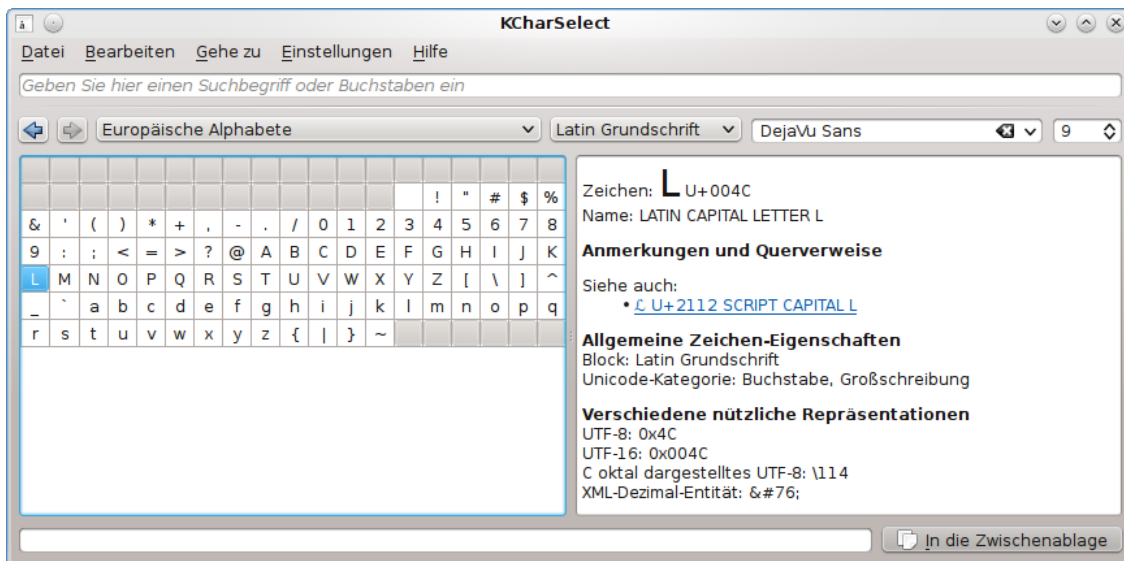 KCharSelect
Datei Bearbeiten Gehe zu Einstellungen Hilfe
Geben Sie hier einen Suchbegriff oder Buchstaben ein
Europäische Alphabete Latin Grundschrift DejaVu Sans 9
! " # $ %
& ' ( ) * + , - . / 0 1 2 3 4 5 6 7 8
9 : ; < = > ? @ A B C D E F G H I J K
L M N O P Q R S T U V W X Y Z [ \ ] ^
_ ` a b c d e f g h i j k l m n o p q
r s t u v w x y z { | } ~
Zeichen: L U+004C
Name: LATIN CAPITAL LETTER L
Anmerkungen und Querverweise
Siehe auch:
• ℒ U+2112 SCRIPT CAPITAL L
Allgemeine Zeichen-Eigenschaften
Block: Latin Grundschrift
Unicode-Kategorie: Buchstabe, Großschreibung
Verschiedene nützliche Repräsentationen
UTF-8: 0x4C
UTF-16: 0x004C
C oktal dargestelltes UTF-8: \114
XML-Dezimal-Entität: &#76;
In die Zwischenablage